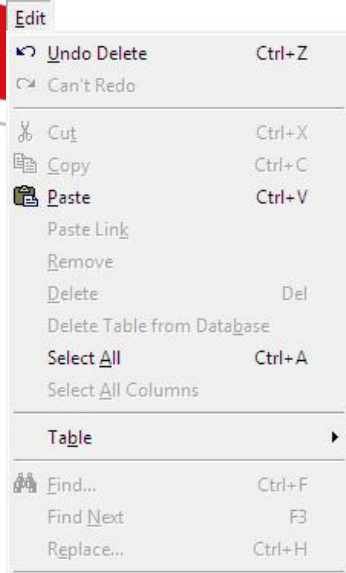 Edit
Undo Delete Ctrl+Z
Can't Redo
Cut Ctrl+X
Copy Ctrl+C
Paste Ctrl+V
Paste Link
Remove
Delete Del
Delete Table from Database
Select All Ctrl+A
Select All Columns
Table
Find... Ctrl+F
Find Next F3
Replace... Ctrl+H